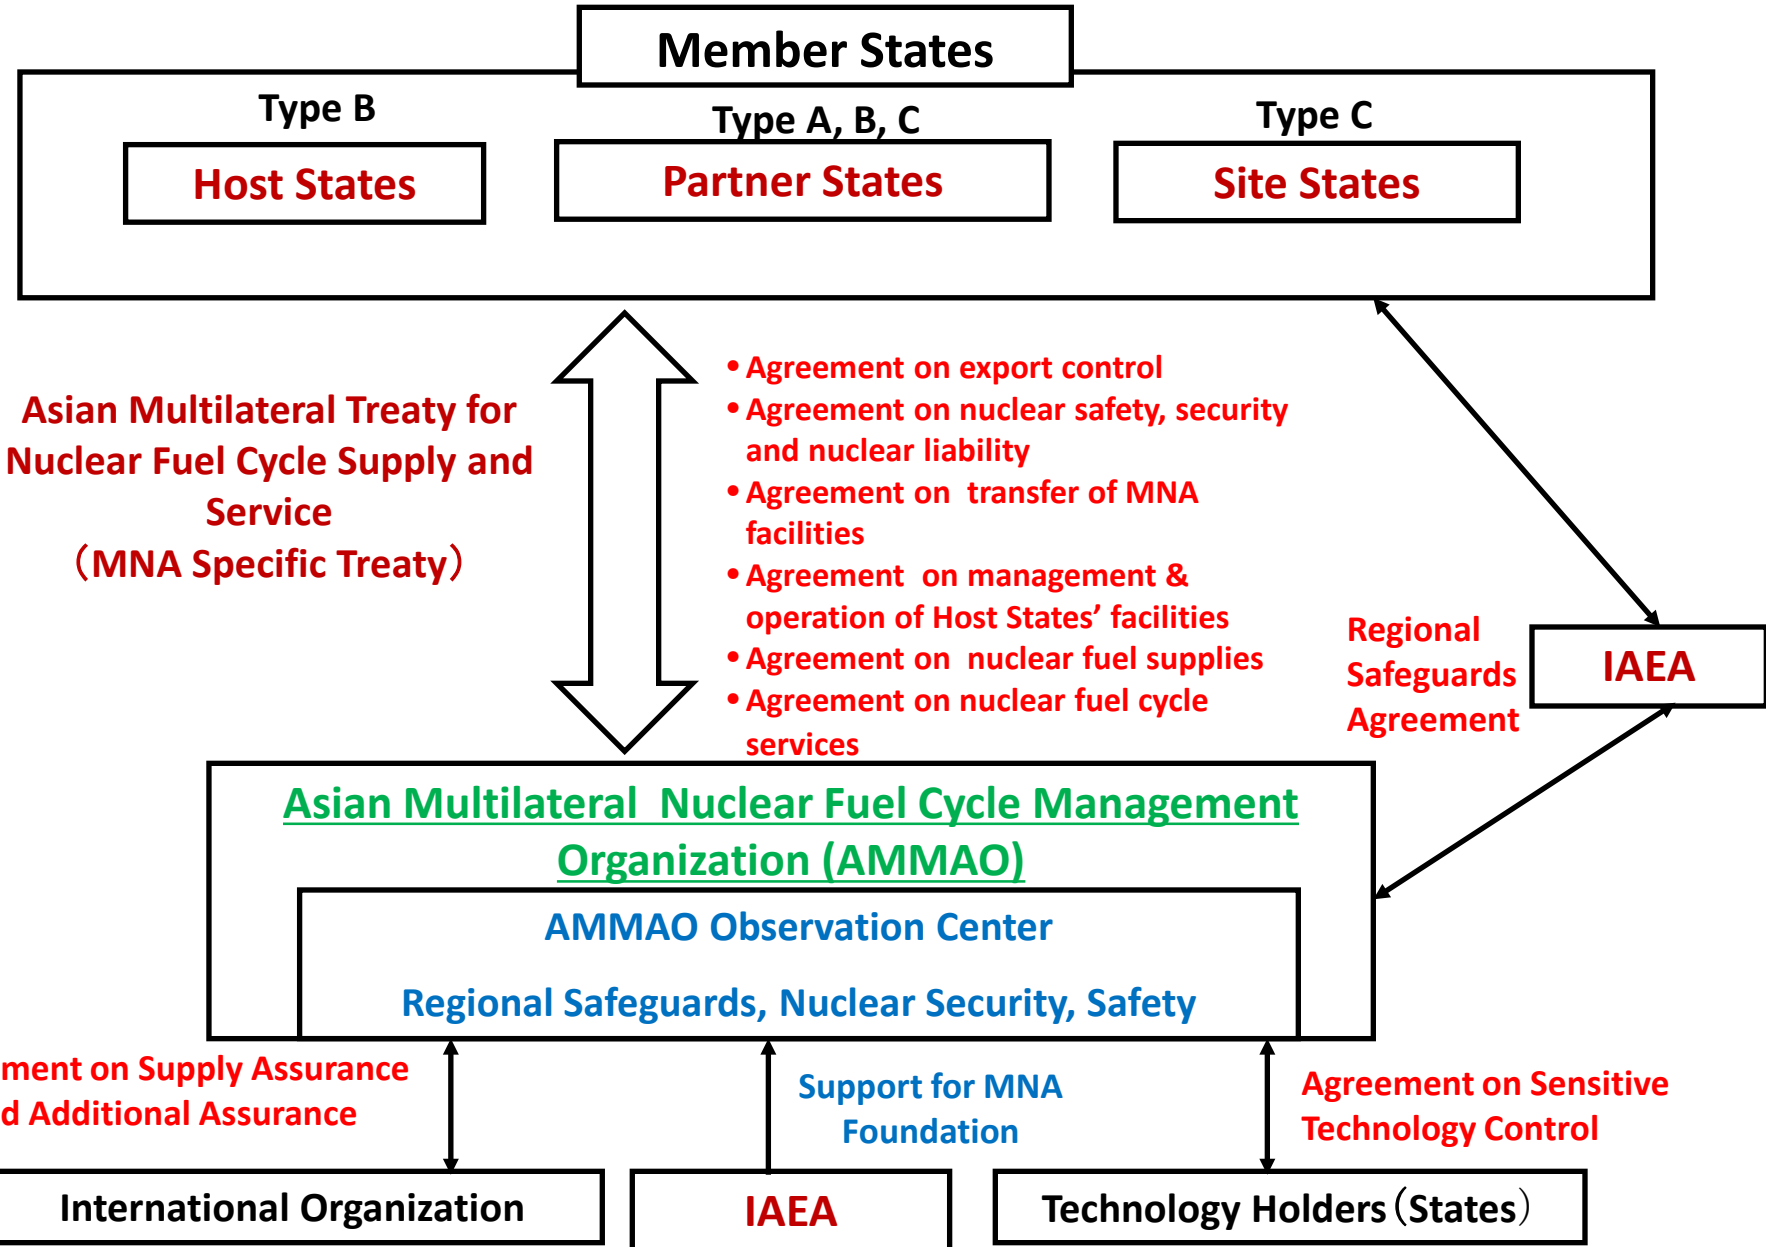 Member States
Type B
Type A, B, C
Type C
Host States
Partner States
Site States
Asian Multilateral Treaty for
Nuclear Fuel Cycle Supply and
Service
（MNA Specific Treaty）
•Agreement on export control
•Agreement on nuclear safety, security
and nuclear liability
•Agreement on transfer of MNA
facilities
•Agreement on management &
operation of Host States’ facilities
•Agreement on nuclear fuel supplies
•Agreement on nuclear fuel cycle
services
Regional
Safeguards
Agreement
IAEA
Asian Multilateral Nuclear Fuel Cycle Management
Organization (AMMAO)
AMMAO Observation Center
Regional Safeguards, Nuclear Security, Safety
ment on Supply Assurance
d Additional Assurance
Support for MNA
Foundation
Agreement on Sensitive
Technology Control
International Organization
IAEA
Technology Holders（States）